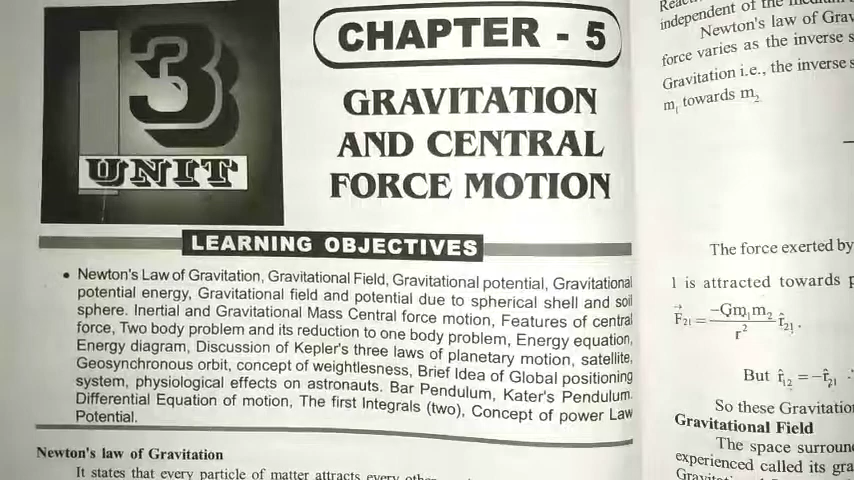 3
UNIT
CHAPTER - 5
GRAVITATION
AND CENTRAL
FORCE MOTION
LEARNING OBJECTIVES
• Newton's Law of Gravitation, Gravitational Field, Gravitational potential, Gravitational
potential energy, Gravitational field and potential due to spherical shell and soil
sphere. Inertial and Gravitational Mass Central force motion, Features of central
force, Two body problem and its reduction to one body problem, Energy equation,
Energy diagram, Discussion of Kepler's three laws of planetary motion, satellite,
Geosynchronous orbit, concept of weightlesness, Brief Idea of Global positioning
system, physiological effects on astronauts. Bar Pendulum, Kater's Pendulum.
Differential Equation of motion, The first Integrals (two), Concept of power Law
Potential.
Newton's law of Gravitation
It states that every particle of matter attracts every
independent of the
Newton's law of Grav
force varies as the inverse s
Gravitation i.e., the inverse s
m₁ towards m₂
The force exerted by
1 is attracted towards p
F⃗₂₁ = −Gm₁m₂ / r² r̂₂₁.
But r̂₁₂ = −r̂₂₁
So these Gravitation
Gravitational Field
The space surroun
experienced called its gra